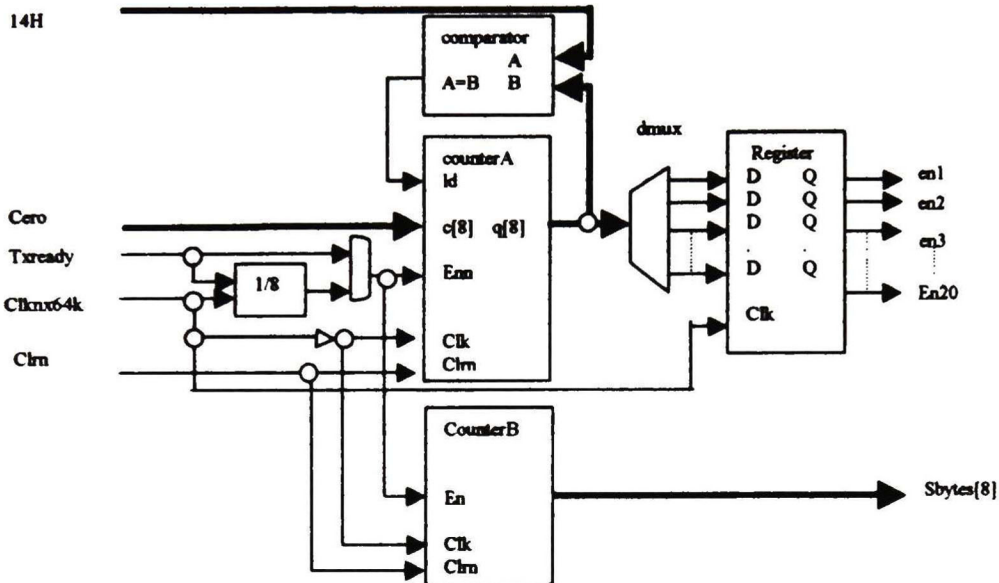 14H
comparator
A
A=B B
dmux
counterA
ld
Register
D Q
D Q
D Q
D Q
Clk
en1
en2
en3
En20
Cero
c[8] q[8]
Txready
Enn
1/8
Clknx64k
Clk
Clrn
Clrn
CounterB
En
Sbytes[8]
Clk
Clrn